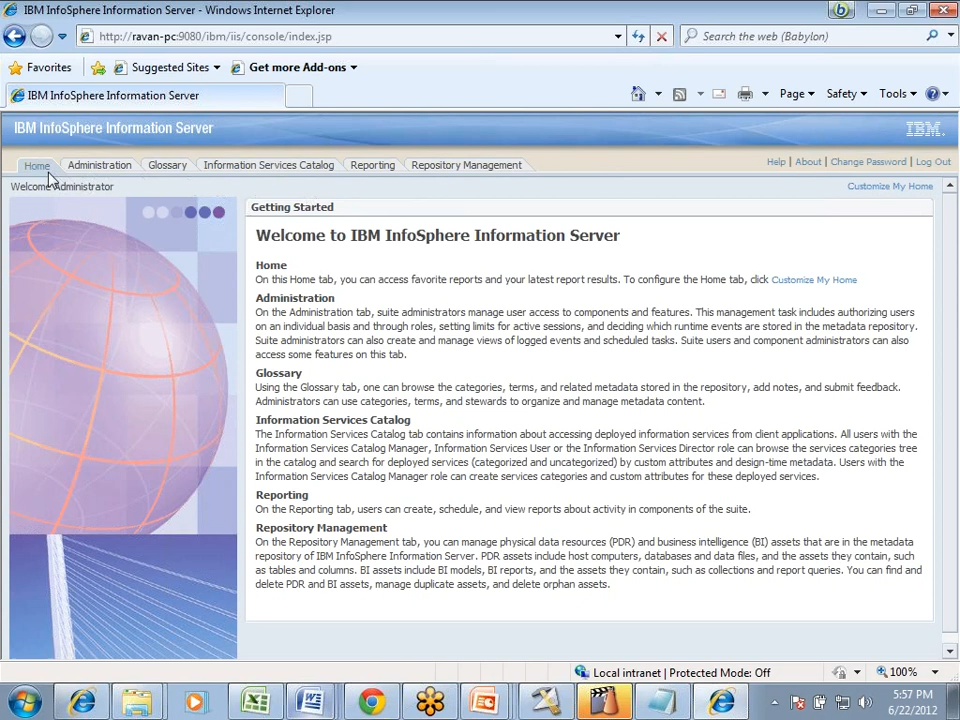 IBM InfoSphere Information Server - Windows Internet Explorer
http://ravan-pc:9080/ibm/iis/console/index.jsp
Search the web (Babylon)
Favorites
Suggested Sites
Get more Add-ons
IBM InfoSphere Information Server
Page
Safety
Tools
IBM InfoSphere Information Server
IBM.
Home
Administration
Glossary
Information Services Catalog
Reporting
Repository Management
Help | About | Change Password | Log Out
Welcome Administrator
Customize My Home
Getting Started
Welcome to IBM InfoSphere Information Server
Home
On this Home tab, you can access favorite reports and your latest report results. To configure the Home tab, click Customize My Home
Administration
On the Administration tab, suite administrators manage user access to components and features. This management task includes authorizing users
on an individual basis and through roles, setting limits for active sessions, and deciding which runtime events are stored in the metadata repository.
Suite administrators can also create and manage views of logged events and scheduled tasks. Suite users and component administrators can also
access some features on this tab.
Glossary
Using the Glossary tab, one can browse the categories, terms, and related metadata stored in the repository, add notes, and submit feedback.
Administrators can use categories, terms, and stewards to organize and manage metadata content.
Information Services Catalog
The Information Services Catalog tab contains information about accessing deployed information services from client applications. All users with the
Information Services Catalog Manager, Information Services User or the Information Services Director role can browse the services categories tree
in the catalog and search for deployed services (categorized and uncategorized) by custom attributes and design-time metadata. Users with the
Information Services Catalog Manager role can create services categories and custom attributes for these deployed services.
Reporting
On the Reporting tab, users can create, schedule, and view reports about activity in components of the suite.
Repository Management
On the Repository Management tab, you can manage physical data resources (PDR) and business intelligence (BI) assets that are in the metadata
repository of IBM InfoSphere Information Server. PDR assets include host computers, databases and data files, and the assets they contain, such
as tables and columns. BI assets include BI models, BI reports, and the assets they contain, such as collections and report queries. You can find and
delete PDR and BI assets, manage duplicate assets, and delete orphan assets.
Local intranet | Protected Mode: Off
100%
5:57 PM
6/22/2012